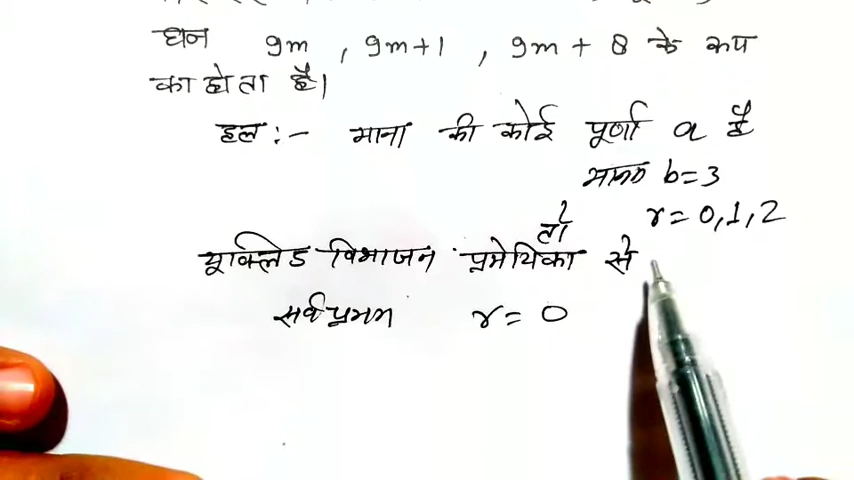 घन 9m , 9m+1 , 9m + 8 के रूप
का होता है।
हल :- माना की कोई पूर्णा a है
माना b=3
तो r = 0,1,2
यूक्लिड विभाजन प्रमेयिका से
सर्वप्रथम r = 0